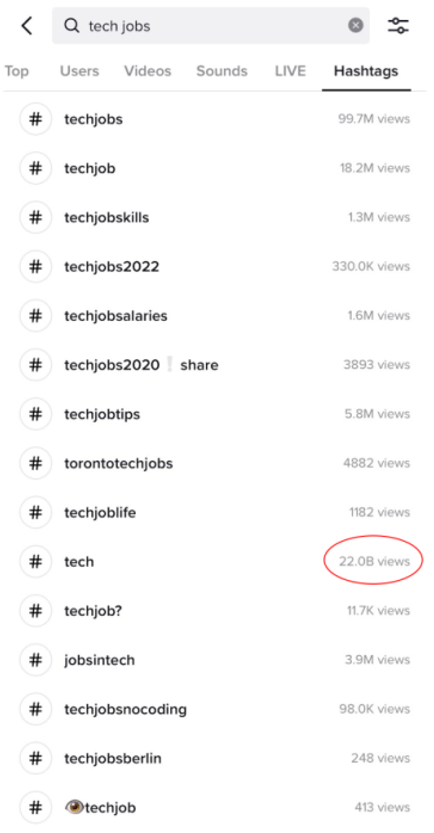 tech jobs
Top Users Videos Sounds LIVE Hashtags
# techjobs 99.7M views
# techjob 18.2M views
# techjobskills 1.3M views
# techjobs2022 330.0K views
# techjobsalaries 1.6M views
# techjobs2020❕share 3893 views
# techjobtips 5.8M views
# torontotechjobs 4882 views
# techjoblife 1182 views
# tech 22.0B views
# techjob? 11.7K views
# jobsintech 3.9M views
# techjobsnocoding 98.0K views
# techjobsberlin 248 views
# 👁️techjob 413 views